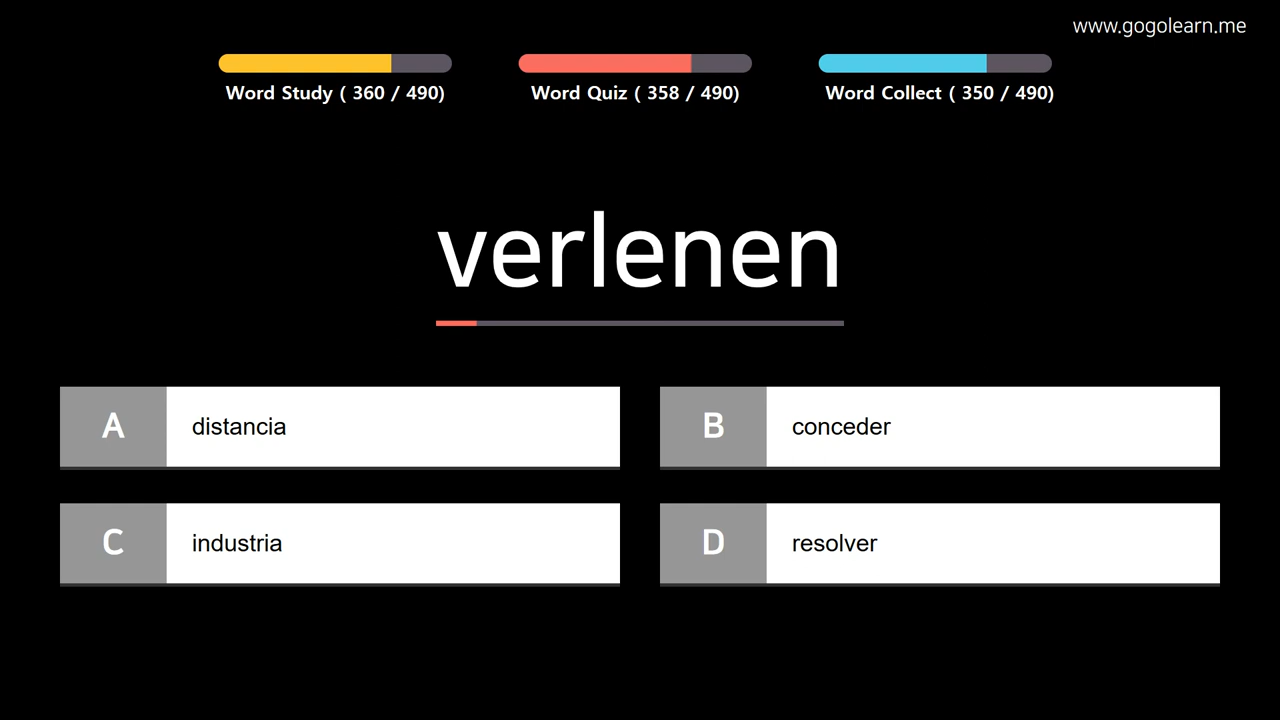 www.gogolearn.me
Word Study ( 360 / 490)
Word Quiz ( 358 / 490)
Word Collect ( 350 / 490)
verlenen
A distancia
B conceder
C industria
D resolver